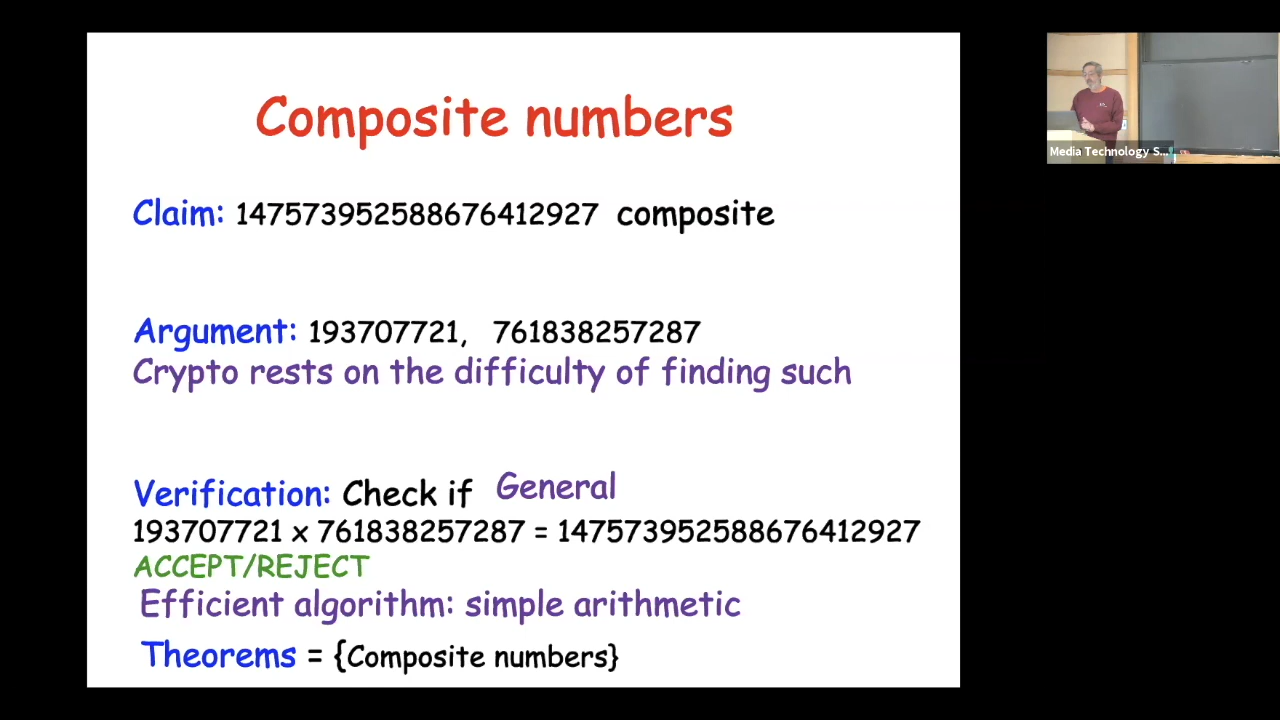 Composite numbers
Claim: 147573952588676412927 composite
Argument: 193707721, 761838257287
Crypto rests on the difficulty of finding such
Verification: Check if General
193707721 x 761838257287 = 147573952588676412927
ACCEPT/REJECT
Efficient algorithm: simple arithmetic
Theorems = {Composite numbers}
Media Technology S...